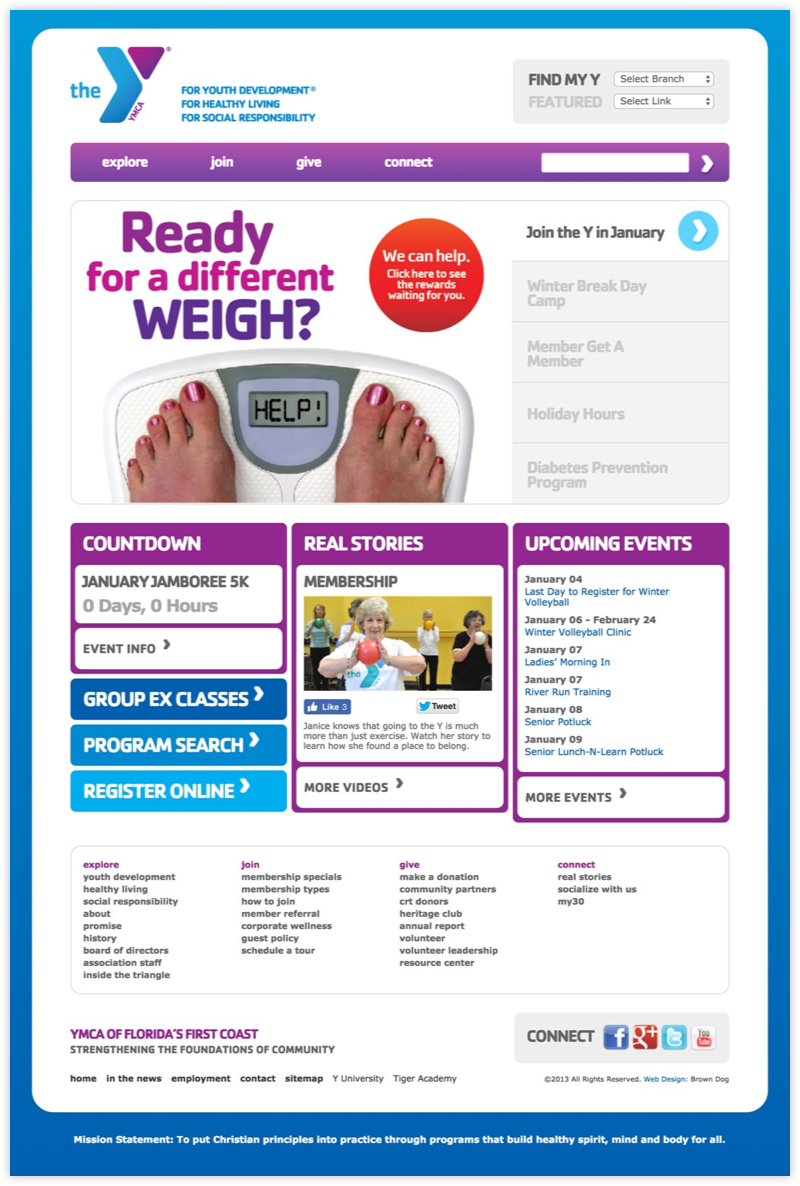 the
YMCA
®
FOR YOUTH DEVELOPMENT®
FOR HEALTHY LIVING
FOR SOCIAL RESPONSIBILITY
FIND MY Y
Select Branch
FEATURED
Select Link
explore
join
give
connect
Ready
for a different
WEIGH?
We can help.
Click here to see
the rewards
waiting for you.
HELP!
Join the Y in January
Winter Break Day
Camp
Member Get A
Member
Holiday Hours
Diabetes Prevention
Program
COUNTDOWN
JANUARY JAMBOREE 5K
0 Days, 0 Hours
EVENT INFO
GROUP EX CLASSES
PROGRAM SEARCH
REGISTER ONLINE
REAL STORIES
MEMBERSHIP
the
Like 3
Tweet
Janice knows that going to the Y is much
more than just exercise. Watch her story to
learn how she found a place to belong.
MORE VIDEOS
UPCOMING EVENTS
January 04
Last Day to Register for Winter
Volleyball
January 06 - February 24
Winter Volleyball Clinic
January 07
Ladies' Morning In
January 07
River Run Training
January 08
Senior Potluck
January 09
Senior Lunch-N-Learn Potluck
MORE EVENTS
explore
youth development
healthy living
social responsibility
about
promise
history
board of directors
association staff
inside the triangle
join
membership specials
membership types
how to join
member referral
corporate wellness
guest policy
schedule a tour
give
make a donation
community partners
crt donors
heritage club
annual report
volunteer
volunteer leadership
resource center
connect
real stories
socialize with us
my30
YMCA OF FLORIDA'S FIRST COAST
STRENGTHENING THE FOUNDATIONS OF COMMUNITY
CONNECT
f
g+
t
You
Tube
home in the news employment contact sitemap Y University Tiger Academy
©2013 All Rights Reserved. Web Design: Brown Dog
Mission Statement: To put Christian principles into practice through programs that build healthy spirit, mind and body for all.